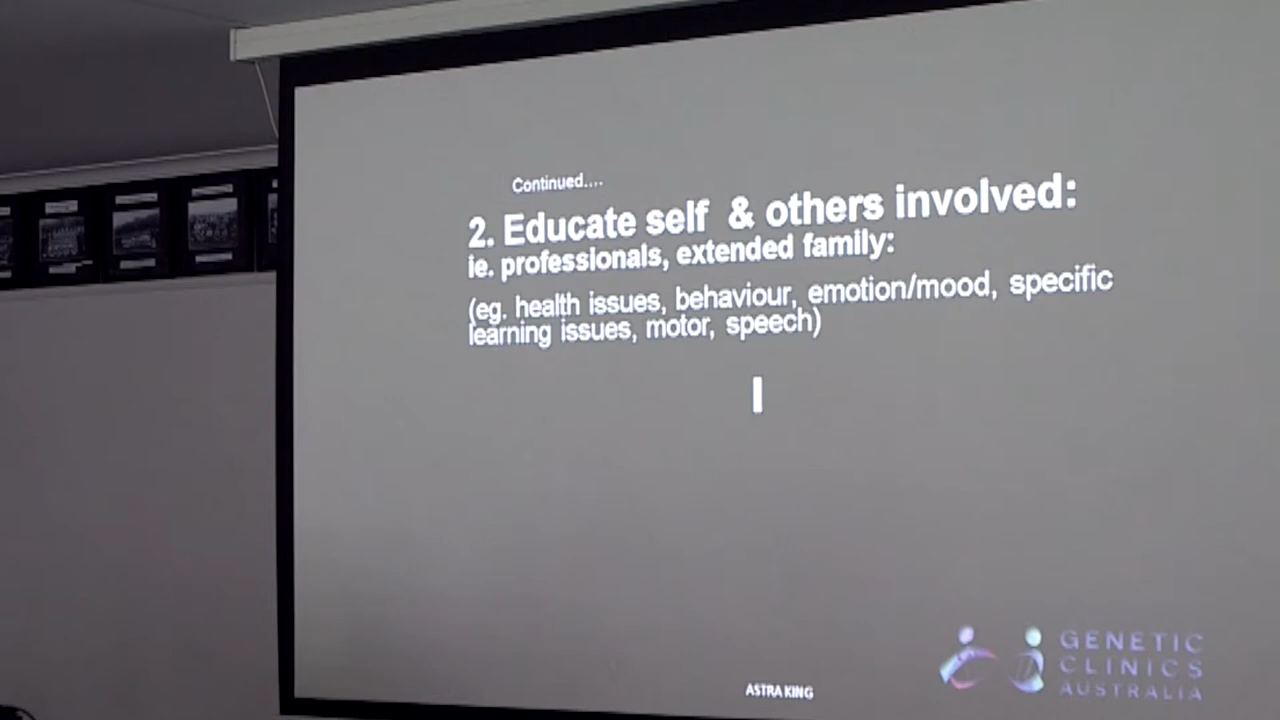 Continued....
2. Educate self & others involved:
ie. professionals, extended family:
(eg. health issues, behaviour, emotion/mood, specific
learning issues, motor, speech)
ASTRA KING
GENETIC
CLINICS
AUSTRALIA